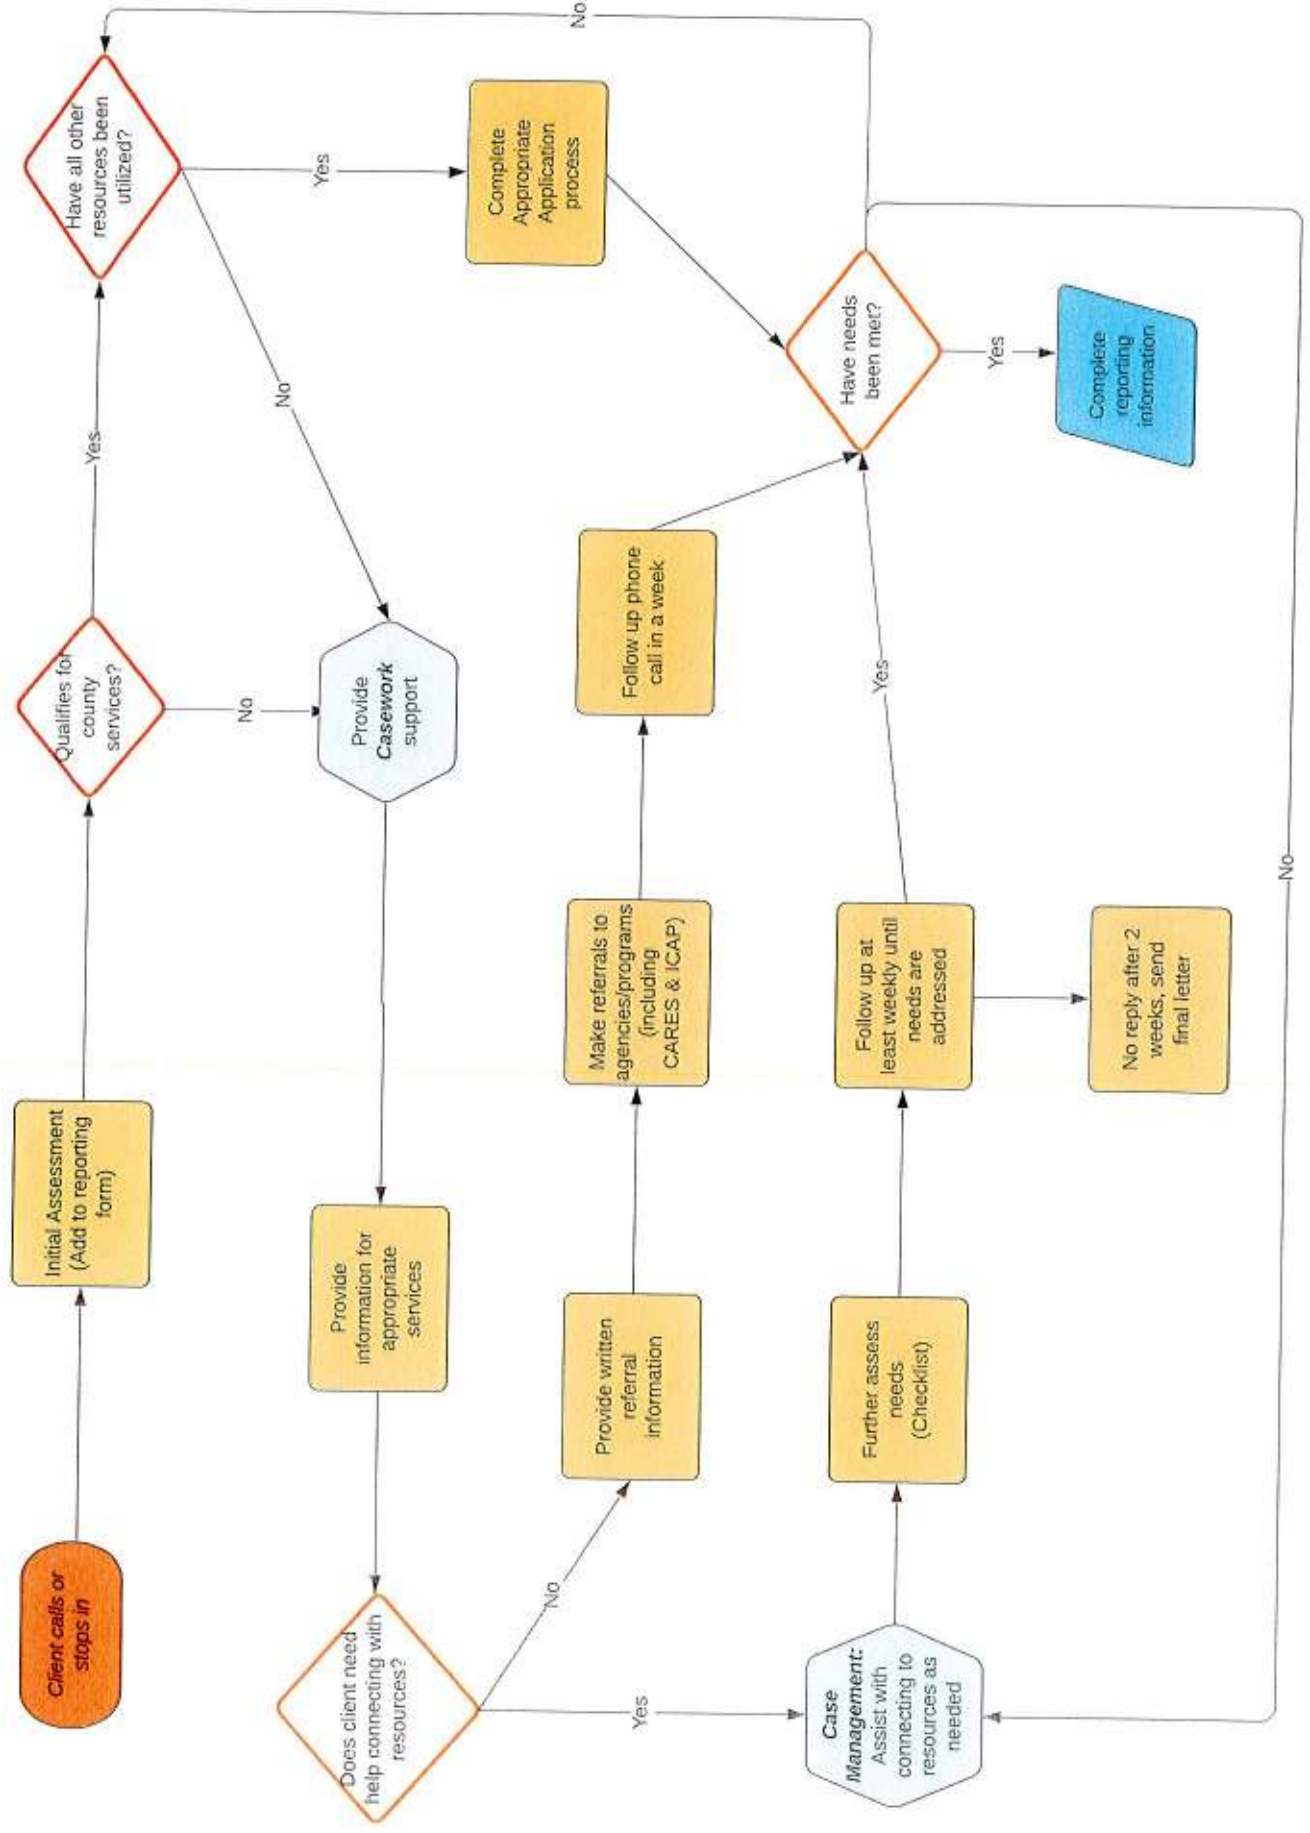 Client calls or
stops in
Initial Assessment
(Add to reporting
form)
Qualifies for
county
services?
Yes
Have all other
resources been
utilized?
No
No
No
Yes
Provide
Casework
support
Provide
information for
appropriate
services
Does client need
help connecting with
resources?
No
Yes
Provide written
referral
information
Make referrals to
agencies/programs
(including
CARES & ICAP)
Follow up phone
call in a week
Complete
Appropriate
Application
process
Case
Management:
Assist with
connecting to
resources as
needed
Further assess
needs
(Checklist)
Follow up at
least weekly until
needs are
addressed
Yes
Have needs
been met?
Yes
No reply after 2
weeks, send
final letter
Complete
reporting
information
No